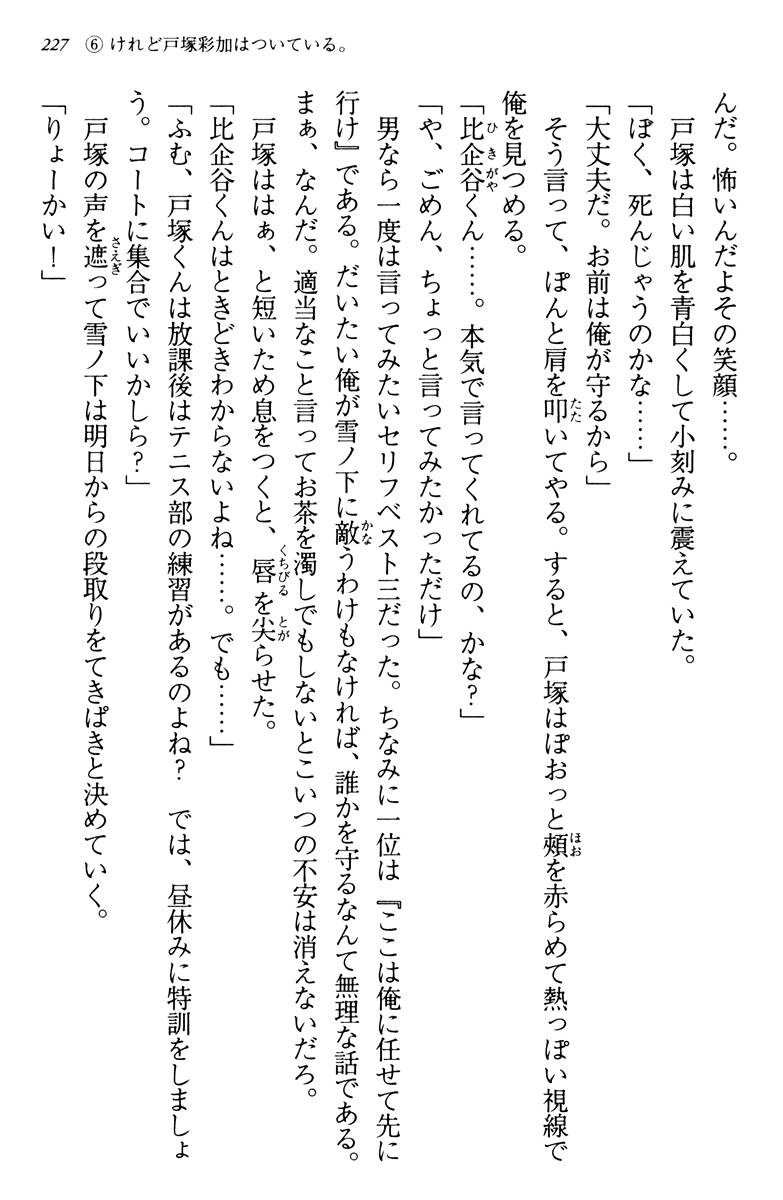 227 ⑥ けれど戸塚彩加はついている。
んだ。怖いんだよその笑顔……。
　戸塚は白い肌を青白くして小刻みに震えていた。
「ぼく、死んじゃうのかな……」
「大丈夫だ。お前は俺が守るから」
　そう言って、ぽんと肩を叩いてやる。すると、戸塚はぽおっと頰を赤らめて熱っぽい視線で
俺を見つめる。
「比企谷くん……。本気で言ってくれてるの、かな？」
「や、ごめん、ちょっと言ってみたかっただけ」
　男なら一度は言ってみたいセリフベスト三だった。ちなみに一位は『ここは俺に任せて先に
行け』である。だいたい俺が雪ノ下に敵うわけもなければ、誰かを守るなんて無理な話である。
まぁ、なんだ。適当なこと言ってお茶を濁しでもしないとこいつの不安は消えないだろ。
　戸塚ははぁ、と短いため息をつくと、唇を尖らせた。
「比企谷くんはときどきわからないよね……。でも……」
「ふむ、戸塚くんは放課後はテニス部の練習があるのよね？　では、昼休みに特訓をしましょ
う。コートに集合でいいかしら？」
　戸塚の声を遮って雪ノ下は明日からの段取りをてきぱきと決めていく。
「りょーかい！」